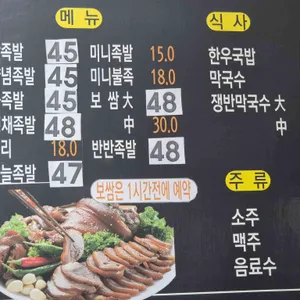 메뉴
족발 45 미니족발 15.0
족발 45 미니불족 18.0
족발 45 보쌈 大 48
채족발 48 中 30.0
리 18.0 반반족발 48
늘족발 47
보쌈은 1시간전에 예약
식사
한우국밥
막국수
쟁반막국수 大
中
주류
소주
맥주
음료수